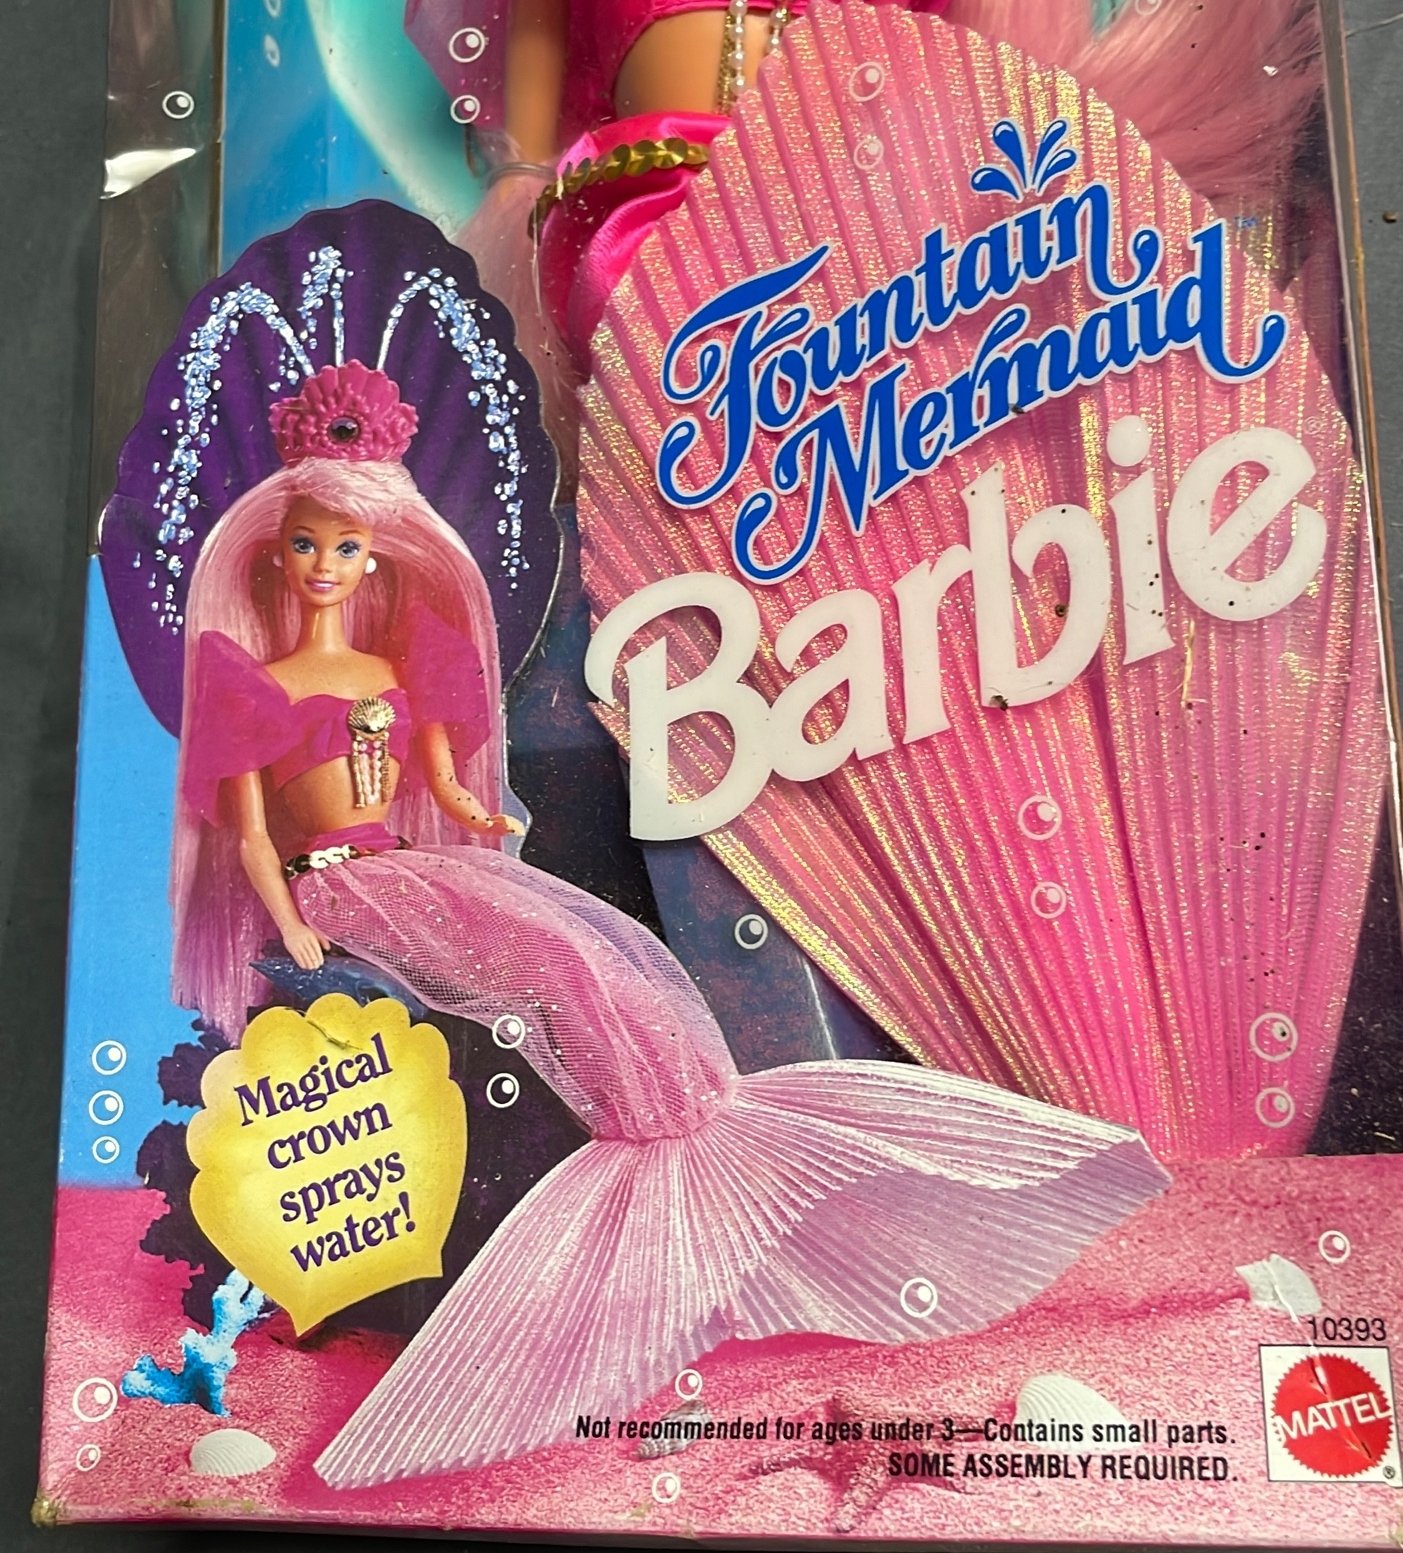 Fountain
Mermaid™
Barbie®
Magical
crown
sprays
water!
10393
MATTEL
®
Not recommended for ages under 3—Contains small parts.
SOME ASSEMBLY REQUIRED.